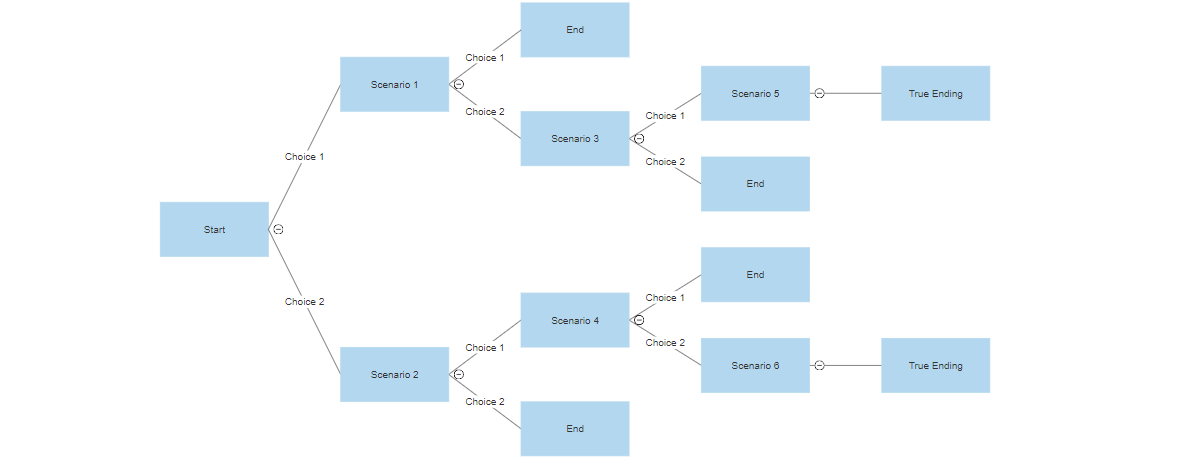 End
Choice 1
Scenario 1
Choice 2
Scenario 3
Choice 1
Scenario 5
True Ending
Choice 2
End
Choice 1
Start
Choice 2
Scenario 2
Choice 1
Scenario 4
Choice 1
End
Choice 2
Scenario 6
True Ending
Choice 2
End